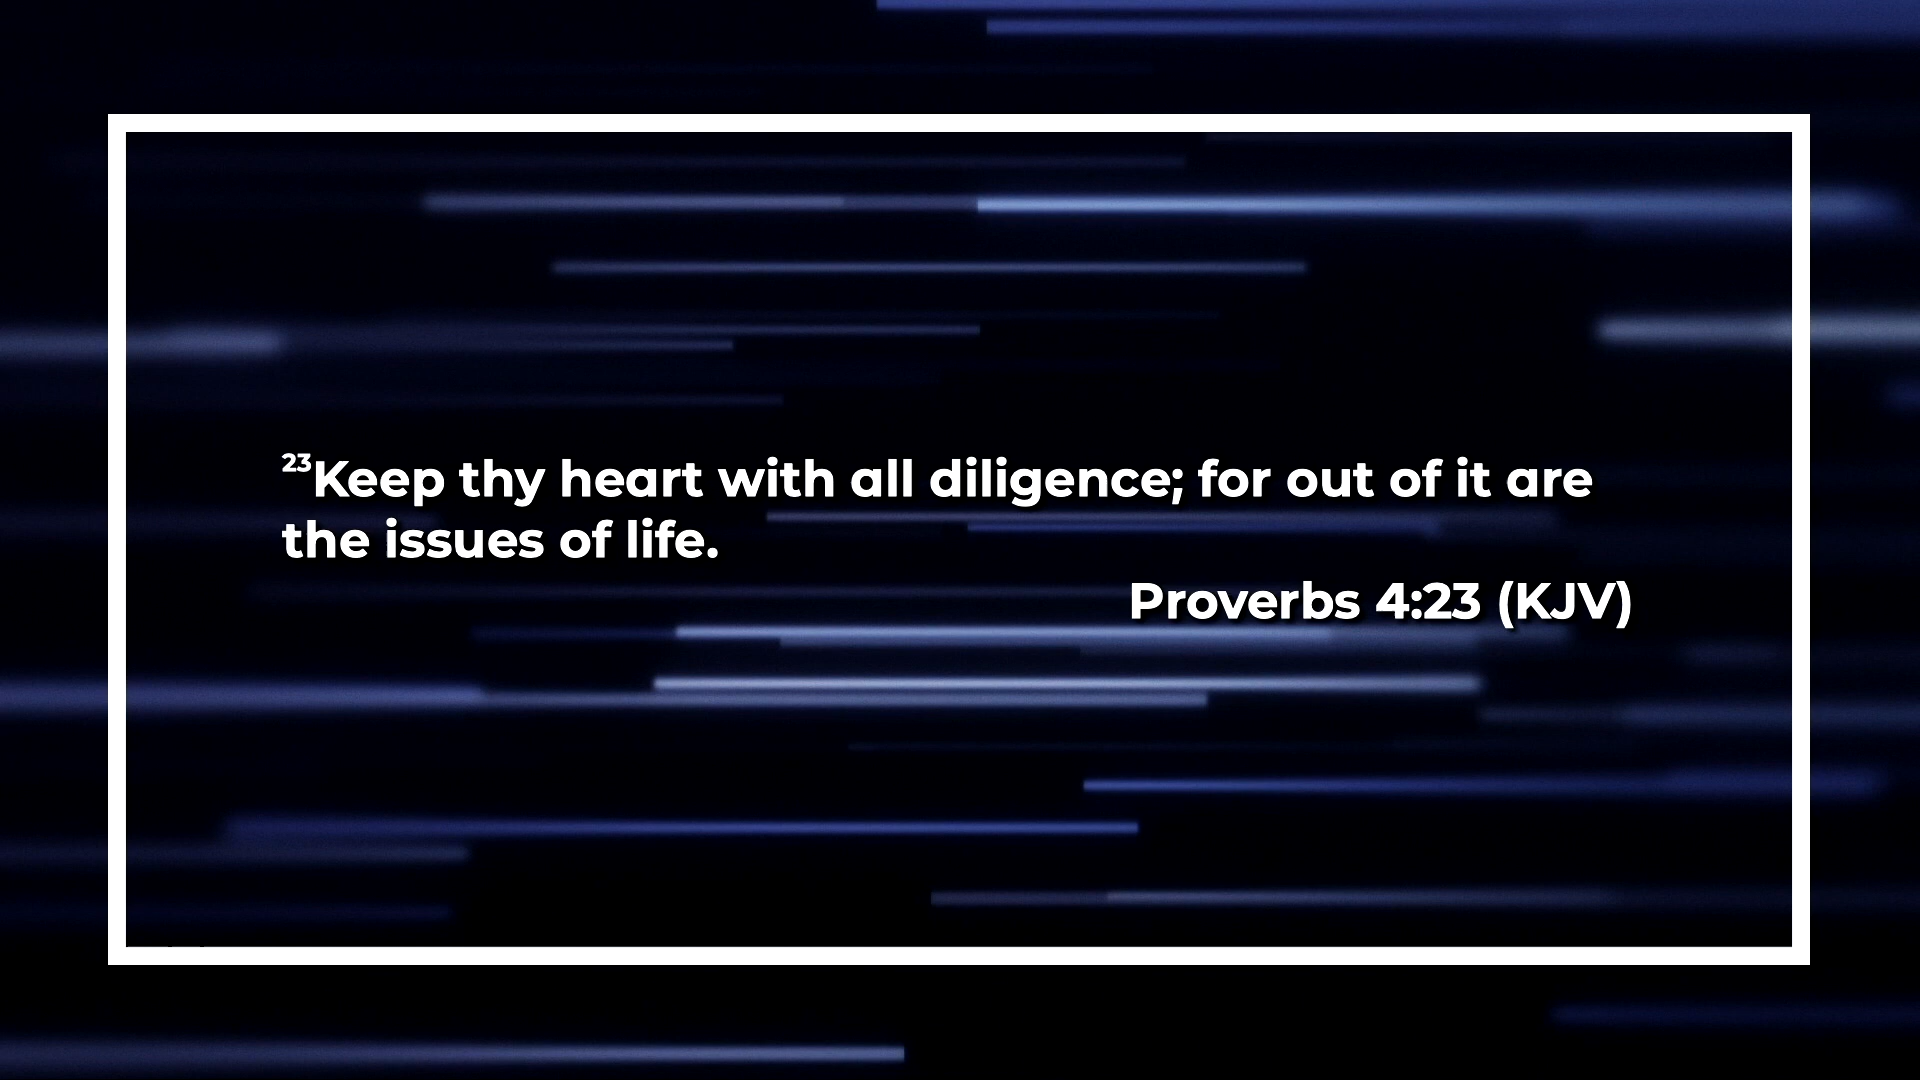 ²³Keep thy heart with all diligence; for out of it are
the issues of life.
Proverbs 4:23 (KJV)